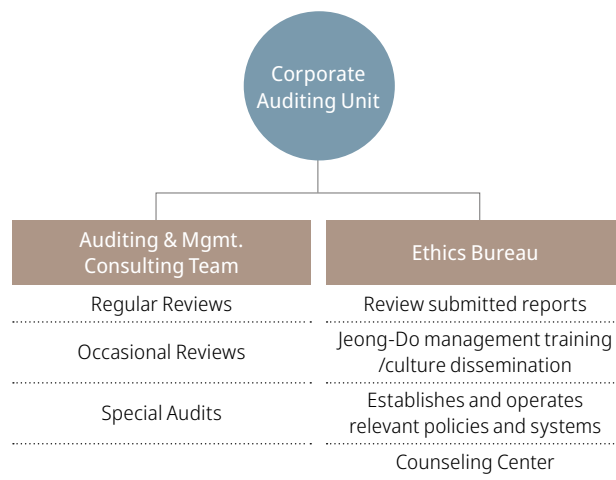 Corporate
Auditing Unit
Auditing & Mgmt.
Consulting Team
Regular Reviews
Occasional Reviews
Special Audits
Ethics Bureau
Review submitted reports
Jeong-Do management training
/culture dissemination
Establishes and operates
relevant policies and systems
Counseling Center